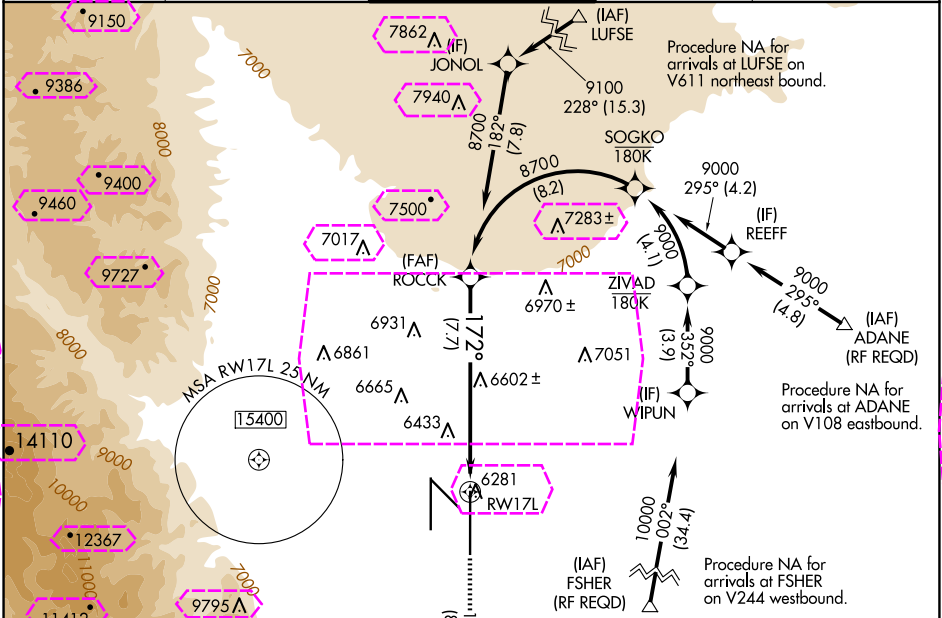 9150
7862
(IAF)
LUFSE
(IF)
JONOL
Procedure NA for
arrivals at LUFSE on
V611 northeast bound.
7000
9386
7940
9100
228° (15.3)
8000
8700
182°
(7.8)
SOGKO
180K
9400
8700
(8.2)
9000
295° (4.2)
9460
7500
7283 ±
(IF)
REEFF
7017
9000
(4.1)
7000
9727
(FAF)
ROCCK
ZIVAD
180K
9000
295°
(4.8)
7000
6970 ±
(IAF)
ADANE
(RF REQD)
8000
6931
172°
(7.7)
9000
352°
(3.9)
6861
7051
MSA RW17L 25 NM
6665
6602 ±
(IF)
WIPUN
Procedure NA for
arrivals at ADANE
on V108 eastbound.
15400
6433
14110
9000
6281
RW17L
10000
10000
002°
(34.4)
12367
11000
(IAF)
FSHER
(RF REQD)
Procedure NA for
arrivals at FSHER
on V244 westbound.
7000
9795